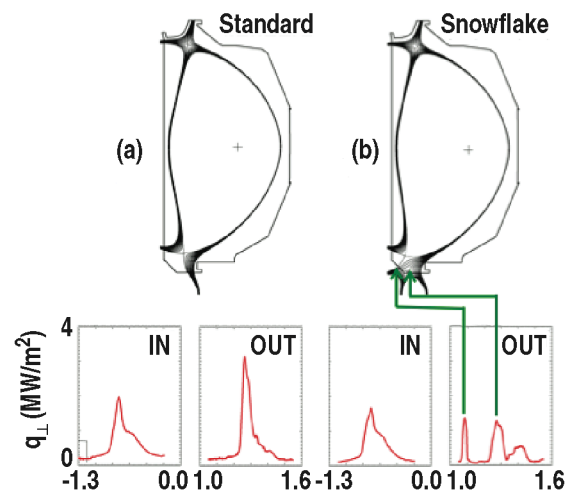 Standard
Snowflake
(a)
(b)
q⊥ (MW/m²)
4
0
IN
OUT
IN
OUT
-1.3
0.0
1.0
1.6
-1.3
0.0
1.0
1.6